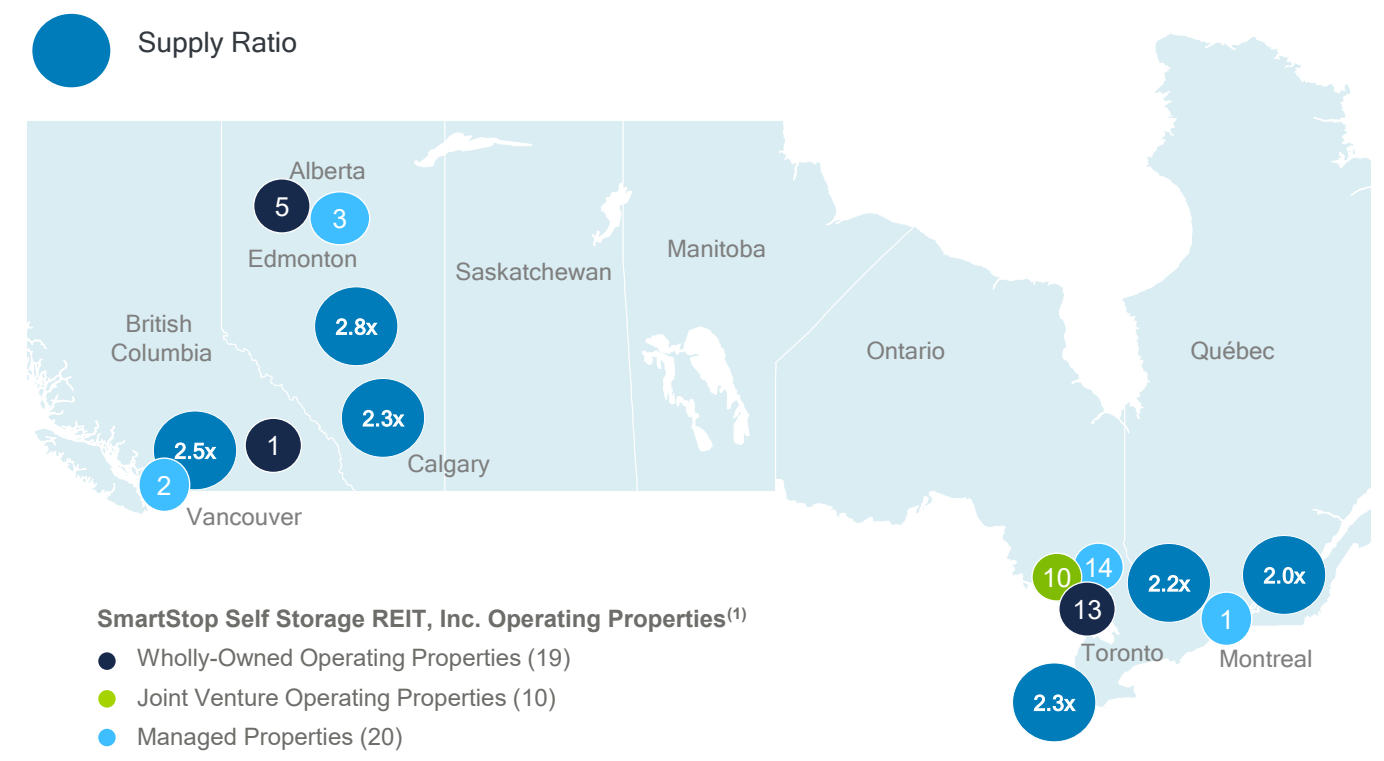 Supply Ratio
Alberta
5
3
Edmonton
Saskatchewan
Manitoba
British
Columbia
2.8x
Ontario
Québec
2.3x
2.5x
1
Calgary
2
Vancouver
10
14
13
2.2x
2.0x
1
Toronto
Montreal
2.3x
SmartStop Self Storage REIT, Inc. Operating Properties(1)
Wholly-Owned Operating Properties (19)
Joint Venture Operating Properties (10)
Managed Properties (20)